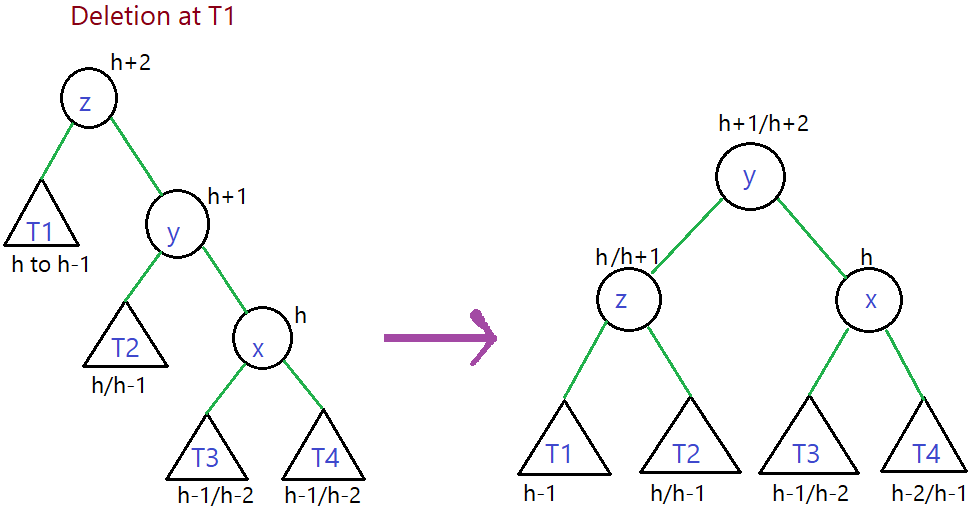 Deletion at T1
h+2
z
h+1
y
T1
h to h-1
T2
h/h-1
h
x
T3
T4
h-1/h-2
h-1/h-2
h+1/h+2
y
h/h+1
z
h
x
T1
T2
T3
T4
h-1
h/h-1
h-1/h-2
h-2/h-1